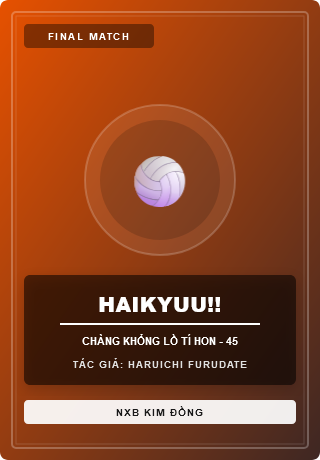 FINAL MATCH
HAIKYUU!!
CHÀNG KHỔNG LỒ TÍ HON - 45
TÁC GIẢ: HARUICHI FURUDATE
NXB KIM ĐỒNG